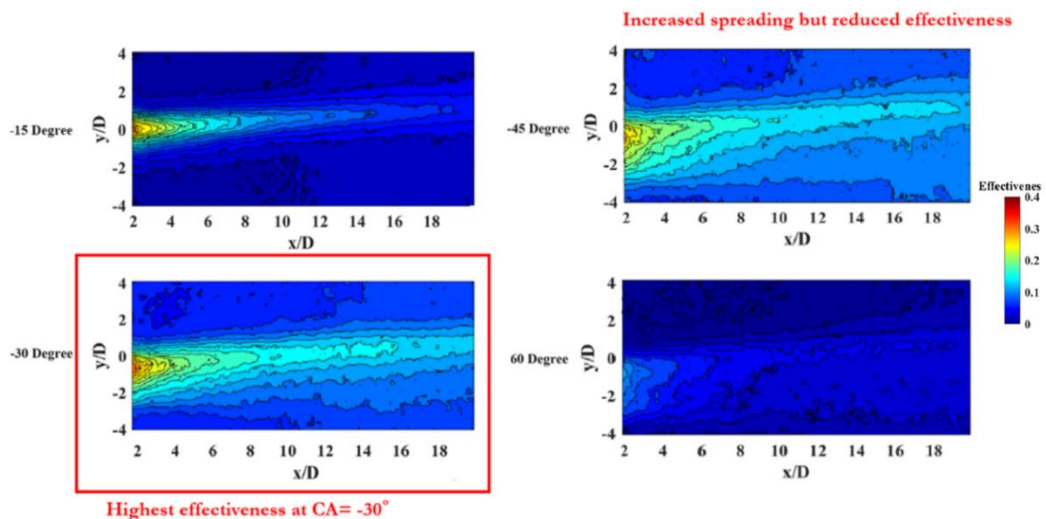 Increased spreading but reduced effectiveness
4
2
0
-2
-4
y/D
-15 Degree
2 4 6 8 10 12 14 16 18
x/D
4
2
0
-2
-4
y/D
-45 Degree
2 4 6 8 10 12 14 16 18
x/D
Effectivenes
0.4
0.3
0.2
0.1
0
4
2
0
-2
-4
y/D
-30 Degree
2 4 6 8 10 12 14 16 18
x/D
4
2
0
-2
-4
y/D
60 Degree
2 4 6 8 10 12 14 16 18
x/D
Highest effectiveness at CA= -30°